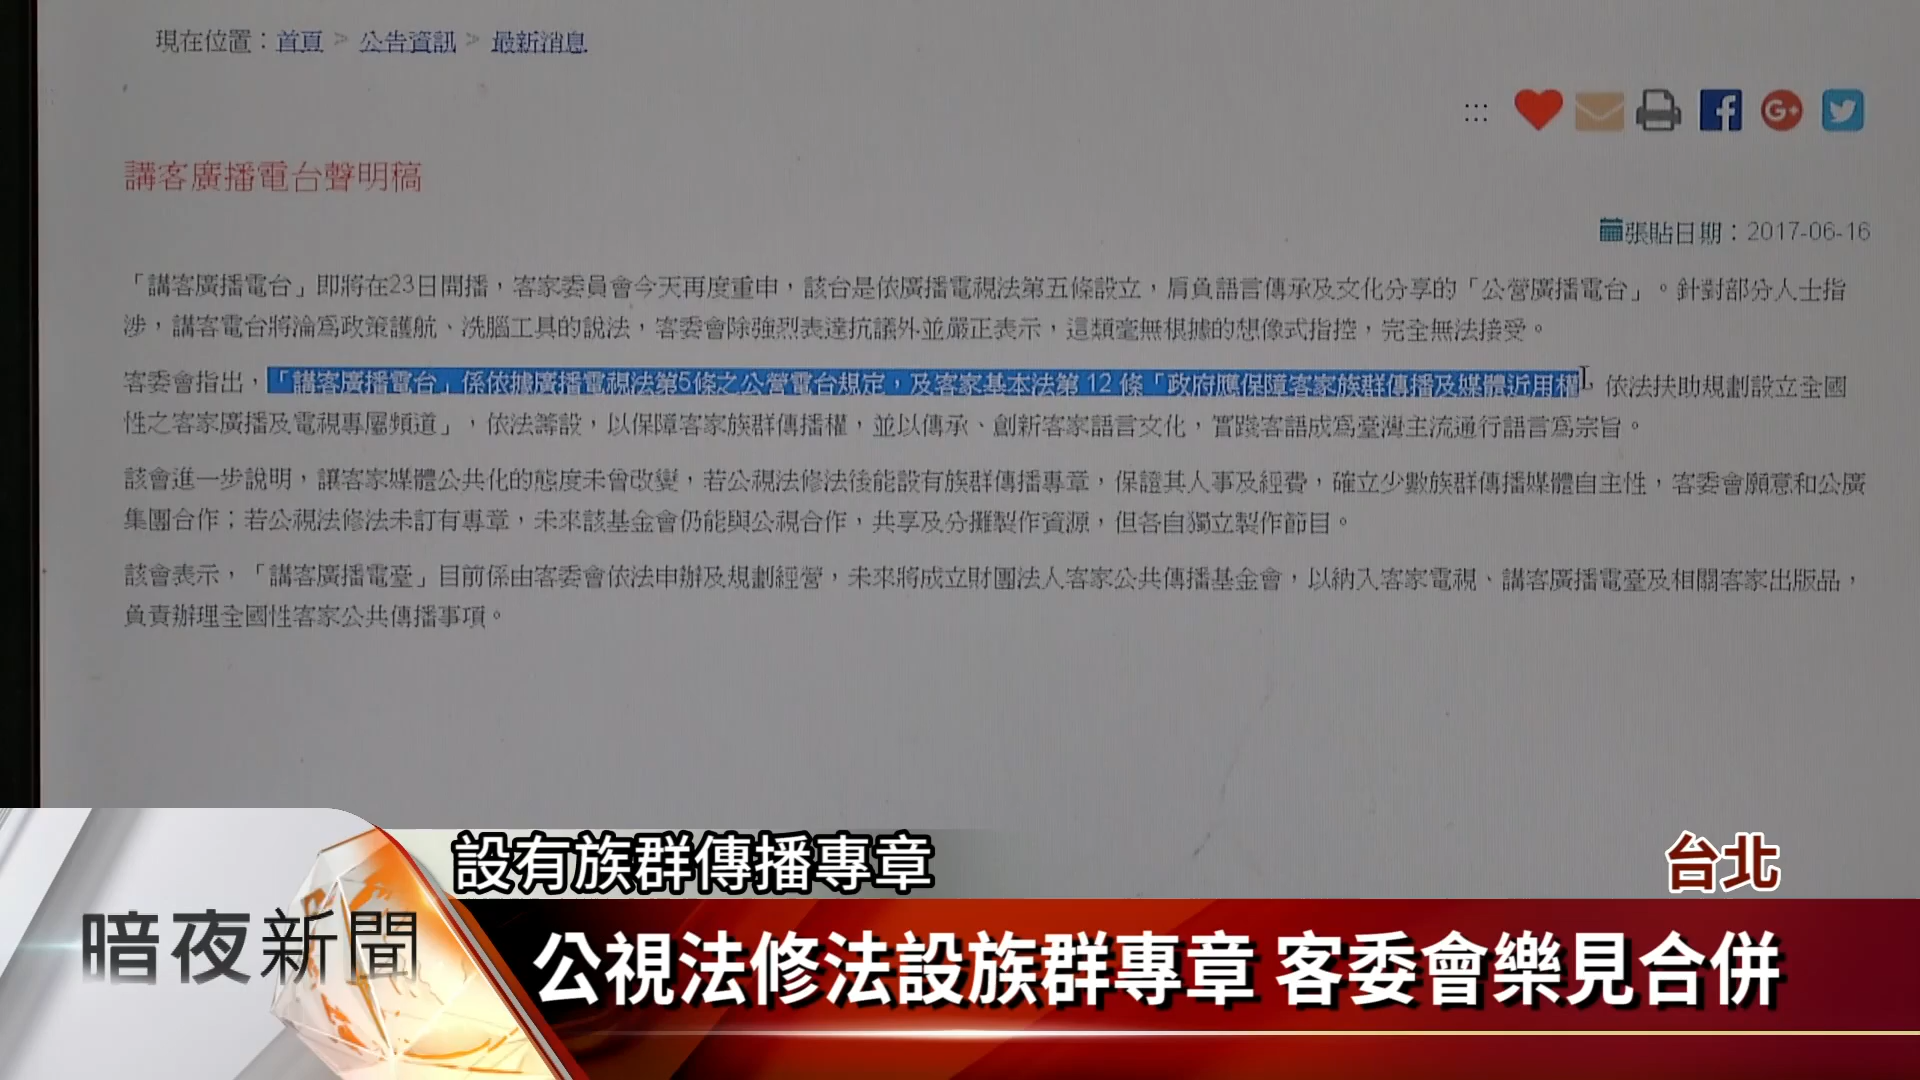 現在位置：首頁 > 公告資訊 > 最新消息
講客廣播電台聲明稿
張貼日期：2017-06-16
「講客廣播電台」即將在23日開播，客家委員會今天再度重申，該台是依廣播電視法第五條設立，肩負語言傳承及文化分享的「公營廣播電台」。針對部分人士指
涉，講客電台將淪為政策護航、洗腦工具的說法，客委會除強烈表達抗議外並嚴正表示，這類毫無根據的想像式指控，完全無法接受。
客委會指出，「講客廣播電台」係依據廣播電視法第5條之公營電台規定，及客家基本法第 12 條「政府應保障客家族群傳播及媒體近用權 依法扶助規劃設立全國
性之客家廣播及電視專屬頻道」，依法籌設，以保障客家族群傳播權，並以傳承、創新客家語言文化，實踐客語成為臺灣主流通行語言為宗旨。
該會進一步說明，讓客家媒體公共化的態度未曾改變，若公視法修法後能設有族群傳播專章，保證其人事及經費，確立少數族群傳播媒體自主性，客委會願意和公廣
集團合作；若公視法修法未訂有專章，未來該基金會仍能與公視合作，共享及分攤製作資源，但各自獨立製作節目。
該會表示，「講客廣播電臺」目前係由客委會依法申辦及規劃經營，未來將成立財團法人客家公共傳播基金會，以納入客家電視、講客廣播電臺及相關客家出版品，
負責辦理全國性客家公共傳播事項。
設有族群傳播專章
台北
暗夜新聞
公視法修法設族群專章 客委會樂見合併